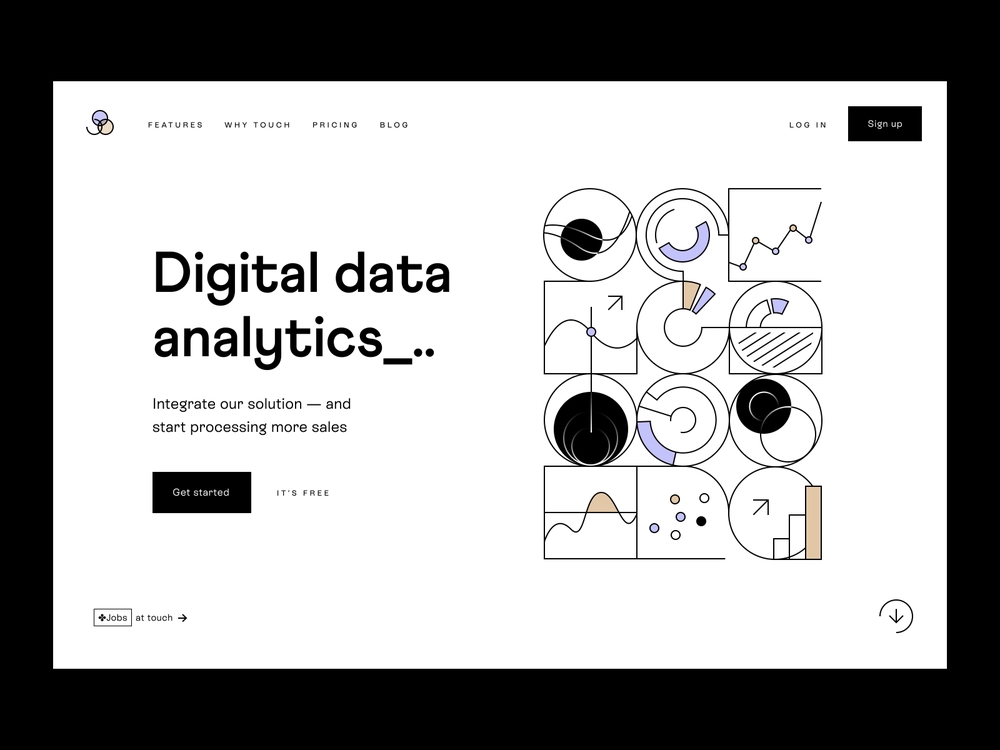 FEATURES WHY TOUCH PRICING BLOG LOG IN Sign up
Digital data
analytics_..
Integrate our solution — and
start processing more sales
Get started IT'S FREE
✤Jobs at touch →